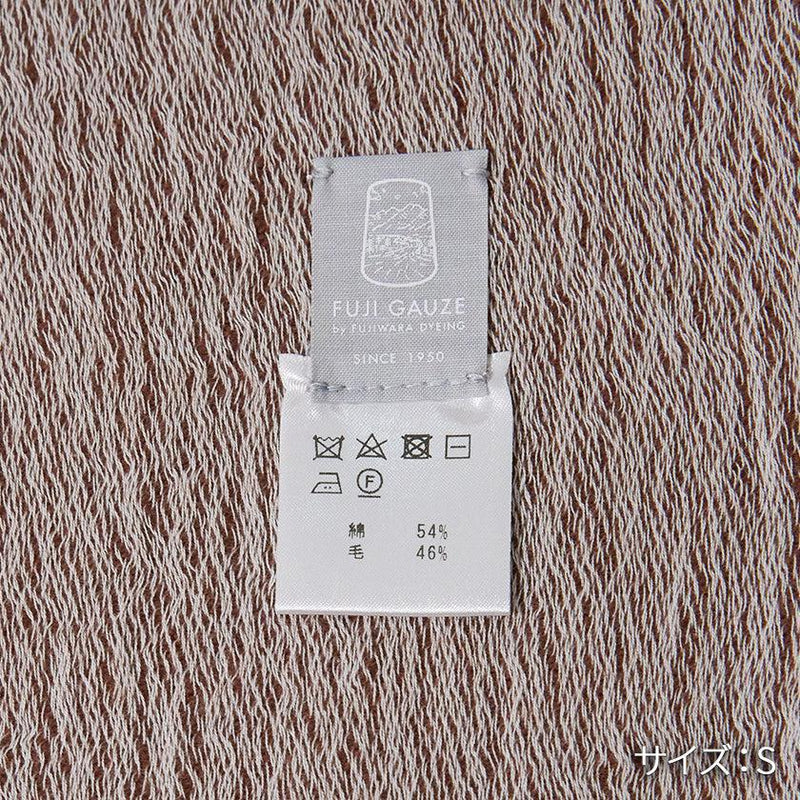 FUJI GAUZE
by FUJIWARA DYEING
SINCE 1950
F
綿 54%
毛 46%
サイズ：S